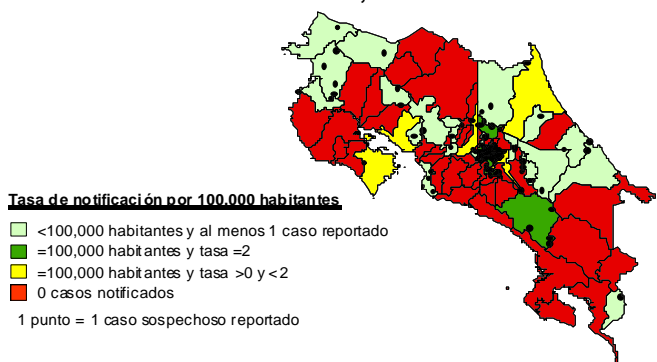 Tasa de notificación por 100,000 habitantes
<100,000 habitantes y al menos 1 caso reportado
=100,000 habitantes y tasa =2
=100,000 habitantes y tasa >0 y <2
0 casos notificados
1 punto = 1 caso sospechoso reportado